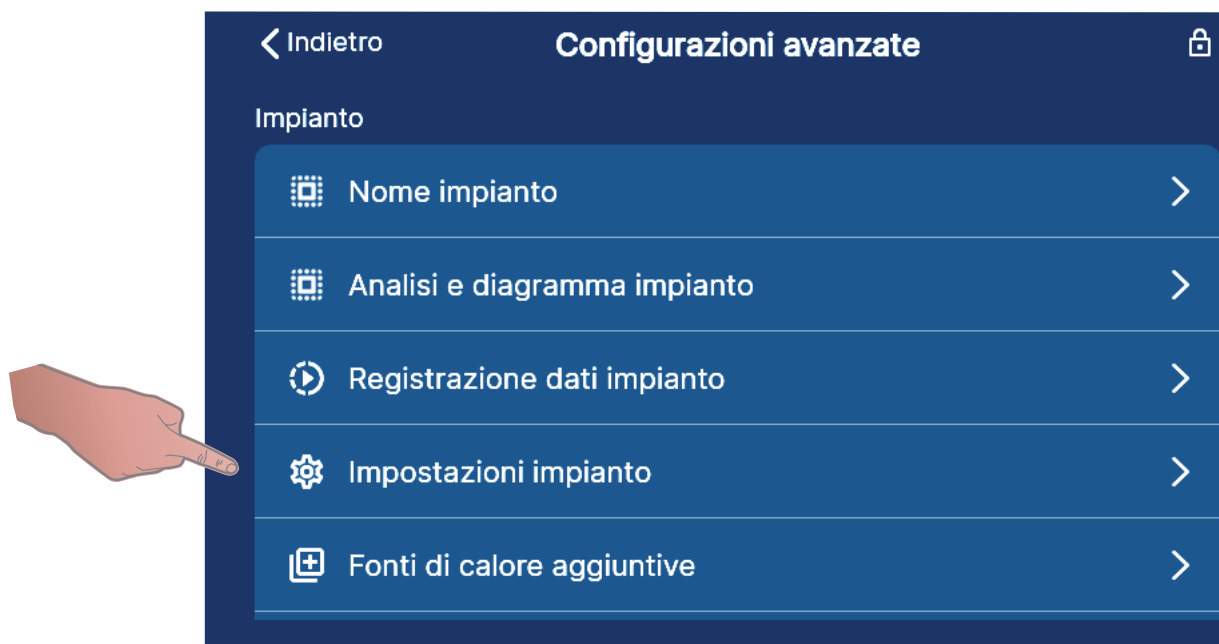 Indietro
Configurazioni avanzate
Impianto
Nome impianto
Analisi e diagramma impianto
Registrazione dati impianto
Impostazioni impianto
Fonti di calore aggiuntive